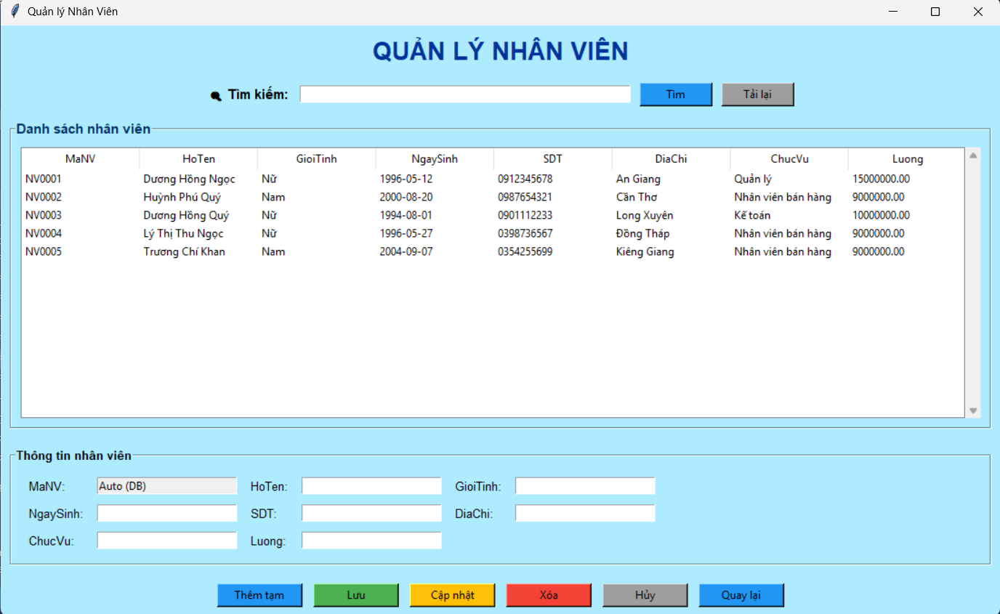 Quản lý Nhân Viên
QUẢN LÝ NHÂN VIÊN
Tìm kiếm: Tìm Tải lại
Danh sách nhân viên
MaNV HoTen GioiTinh NgaySinh SDT DiaChi ChucVu Luong
NV0001 Dương Hồng Ngọc Nữ 1996-05-12 0912345678 An Giang Quản lý 15000000.00
NV0002 Huỳnh Phú Quý Nam 2000-08-20 0987654321 Cần Thơ Nhân viên bán hàng 9000000.00
NV0003 Dương Hồng Quý Nữ 1994-08-01 0901112233 Long Xuyên Kế toán 10000000.00
NV0004 Lý Thị Thu Ngọc Nữ 1996-05-27 0398736567 Đồng Tháp Nhân viên bán hàng 9000000.00
NV0005 Trương Chí Khan Nam 2004-09-07 0354255699 Kiêng Giang Nhân viên bán hàng 9000000.00
Thông tin nhân viên
MaNV: Auto (DB) HoTen: GioiTinh:
NgaySinh: SDT: DiaChi:
ChucVu: Luong:
Thêm tạm Lưu Cập nhật Xóa Hủy Quay lại